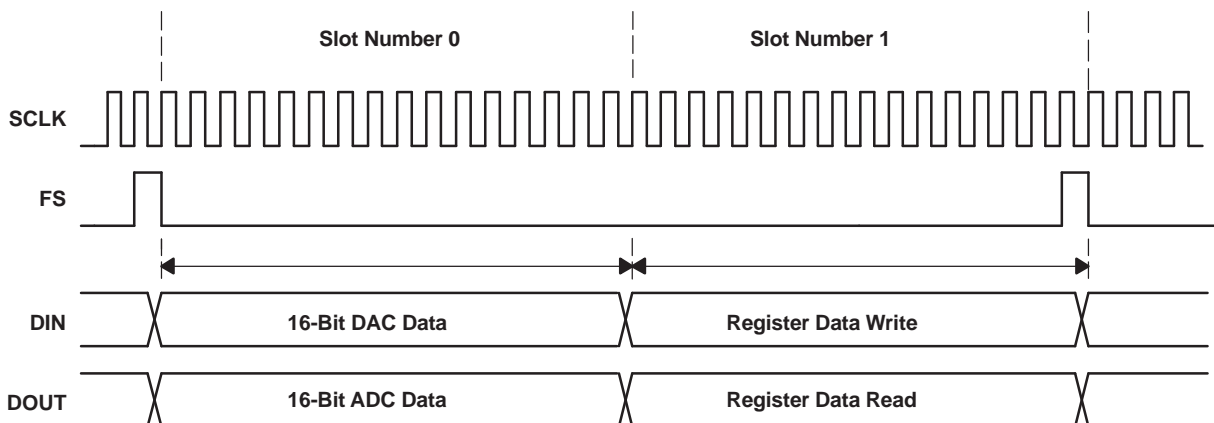 Slot Number 0 Slot Number 1
SCLK
FS
DIN 16-Bit DAC Data Register Data Write
DOUT 16-Bit ADC Data Register Data Read